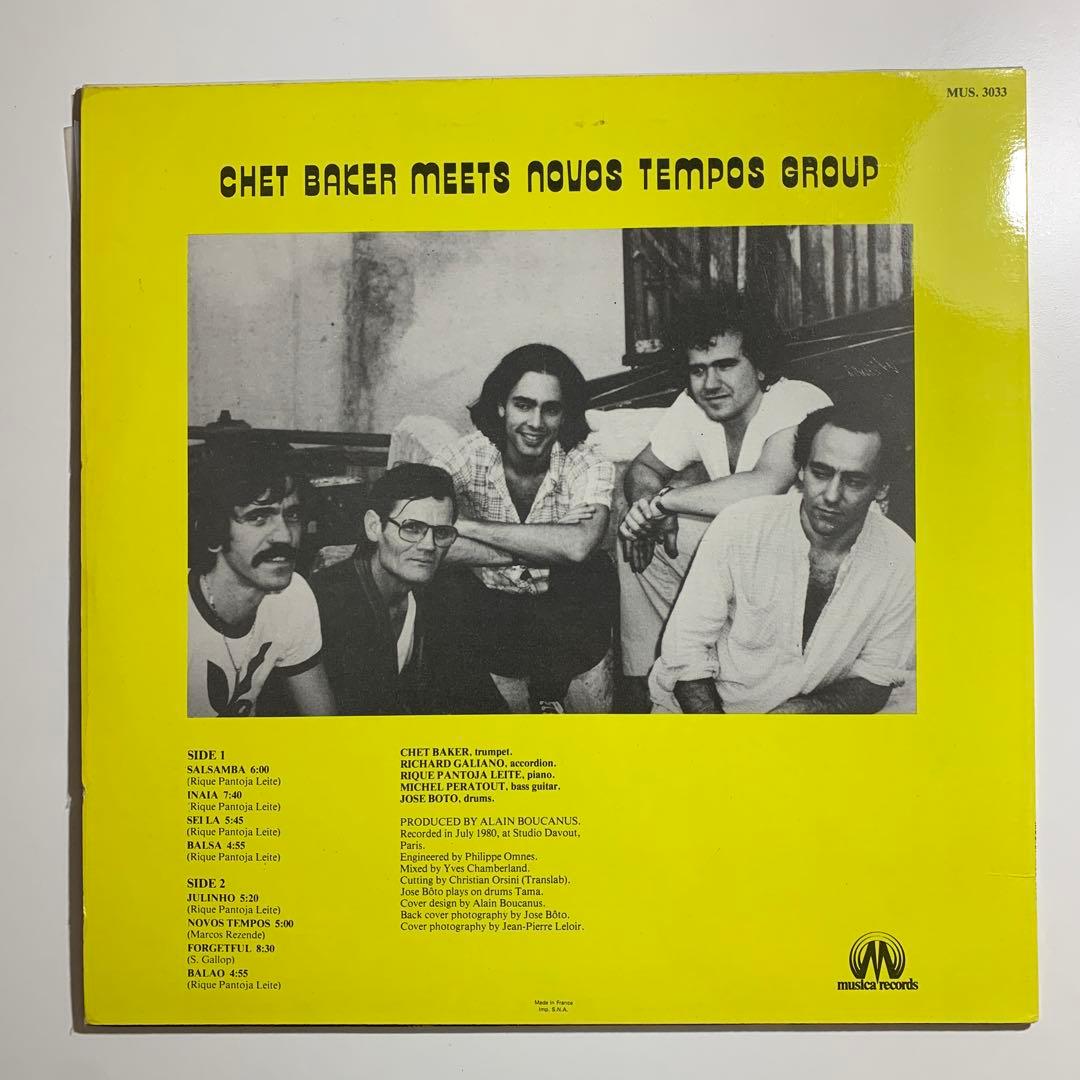 MUS. 3033
CHET BAKER MEETS NOVOS TEMPOS GROUP
SIDE 1
SALSAMBA 6:00
(Rique Pantoja Leite)
INAIA 7:40
(Rique Pantoja Leite)
SEI LA 5:45
(Rique Pantoja Leite)
BALSA 4:55
(Rique Pantoja Leite)
SIDE 2
JULINHO 5:20
(Rique Pantoja Leite)
NOVOS TEMPOS 5:00
(Marcos Rezende)
FORGETFUL 8:30
(S. Gallop)
BALAO 4:55
(Rique Pantoja Leite)
CHET BAKER, trumpet.
RICHARD GALIANO, accordion.
RIQUE PANTOJA LEITE, piano.
MICHEL PERATOUT, bass guitar.
JOSE BOTO, drums.
PRODUCED BY ALAIN BOUCANUS.
Recorded in July 1980, at Studio Davout,
Paris.
Engineered by Philippe Omnes.
Mixed by Yves Chamberland.
Cutting by Christian Orsini (Translab).
Jose Bôto plays on drums Tama.
Cover design by Alain Boucanus.
Back cover photography by Jose Bôto.
Cover photography by Jean-Pierre Leloir.
musica records
Made in France
Imp. S.N.A.